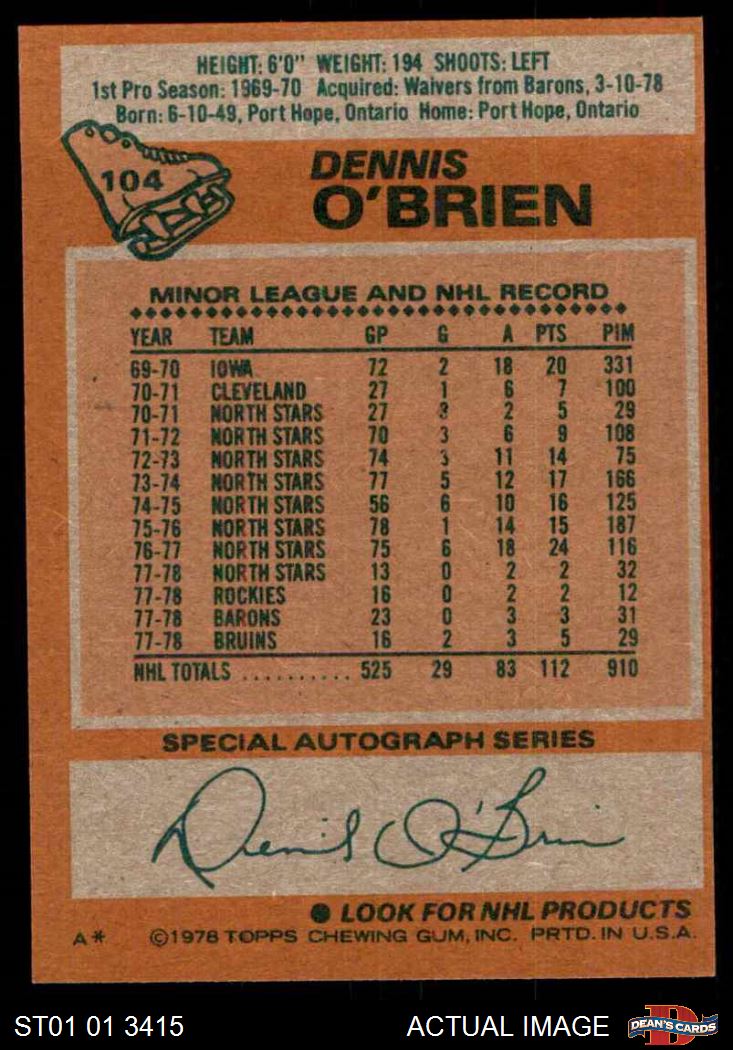 HEIGHT: 6'0" WEIGHT: 194 SHOOTS: LEFT
1st Pro Season: 1969-70 Acquired: Waivers from Barons, 3-10-78
Born: 6-10-49, Port Hope, Ontario Home: Port Hope, Ontario
104
DENNIS
O'BRIEN
MINOR LEAGUE AND NHL RECORD
YEAR TEAM GP G A PTS PIM
69-70 IOWA 72 2 18 20 331
70-71 CLEVELAND 27 1 6 7 100
70-71 NORTH STARS 27 3 2 5 29
71-72 NORTH STARS 70 3 6 9 108
72-73 NORTH STARS 74 3 11 14 75
73-74 NORTH STARS 77 5 12 17 166
74-75 NORTH STARS 56 6 10 16 125
75-76 NORTH STARS 78 1 14 15 187
76-77 NORTH STARS 75 6 18 24 116
77-78 NORTH STARS 13 0 2 2 32
77-78 ROCKIES 16 0 2 2 12
77-78 BARONS 23 0 3 3 31
77-78 BRUINS 16 2 3 5 29
NHL TOTALS .......... 525 29 83 112 910
SPECIAL AUTOGRAPH SERIES
Dennis O'Brien
● LOOK FOR NHL PRODUCTS
A* ©1978 TOPPS CHEWING GUM, INC. PRTD. IN U.S.A.
ST01 01 3415 ACTUAL IMAGE DEAN'S CARDS